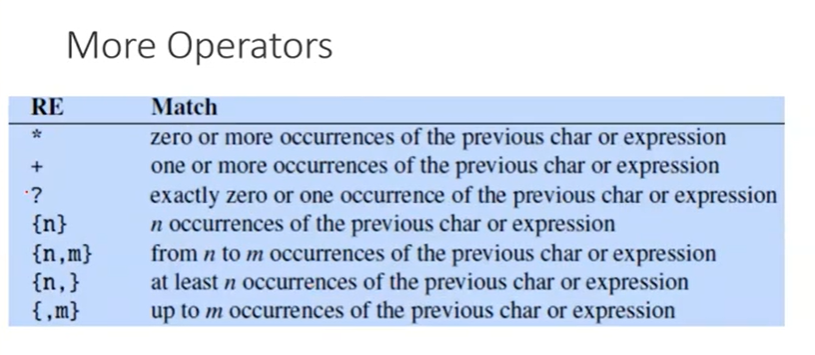 More Operators
RE Match
* zero or more occurrences of the previous char or expression
+ one or more occurrences of the previous char or expression
? exactly zero or one occurrence of the previous char or expression
{n} n occurrences of the previous char or expression
{n,m} from n to m occurrences of the previous char or expression
{n,} at least n occurrences of the previous char or expression
{,m} up to m occurrences of the previous char or expression